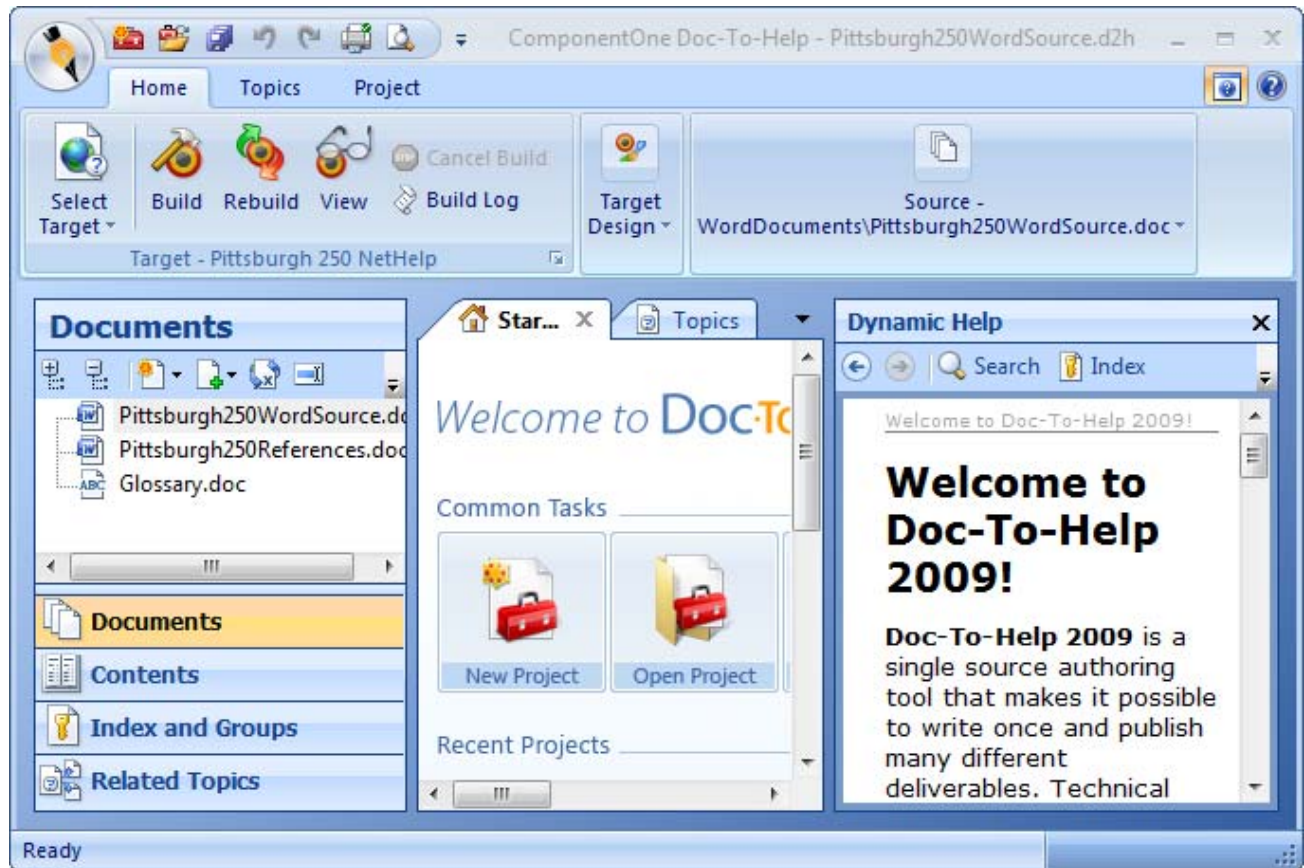 ComponentOne Doc-To-Help - Pittsburgh250WordSource.d2h
Home Topics Project
Select Target
Build
Rebuild
View
Cancel Build
Build Log
Target - Pittsburgh 250 NetHelp
Target Design
Source -
WordDocuments\Pittsburgh250WordSource.doc
Documents
Pittsburgh250WordSource.do
Pittsburgh250References.doc
ABC
Glossary.doc
Documents
Contents
Index and Groups
Related Topics
Star...
Topics
Welcome to Doc-To
Common Tasks
New Project
Open Project
Recent Projects
Dynamic Help
Search
Index
Welcome to Doc-To-Help 2009!
Welcome to
Doc-To-Help
2009!
Doc-To-Help 2009 is a
single source authoring
tool that makes it possible
to write once and publish
many different
deliverables. Technical
Ready